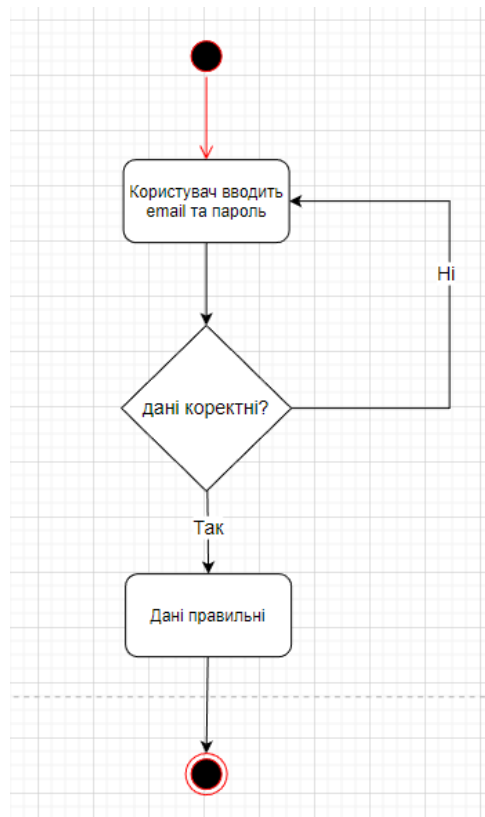 Користувач вводить
email та пароль
Ні
дані коректні?
Так
Дані правильні